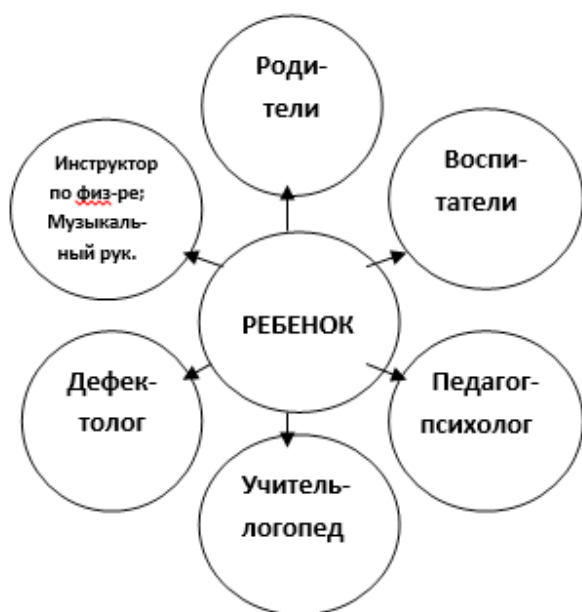 Роди-
тели
Воспи-
татели
Инструктор
по физ-ре;
Музыкаль-
ный рук.
РЕБЕНОК
Дефек-
толог
Педагог-
психолог
Учитель-
логопед